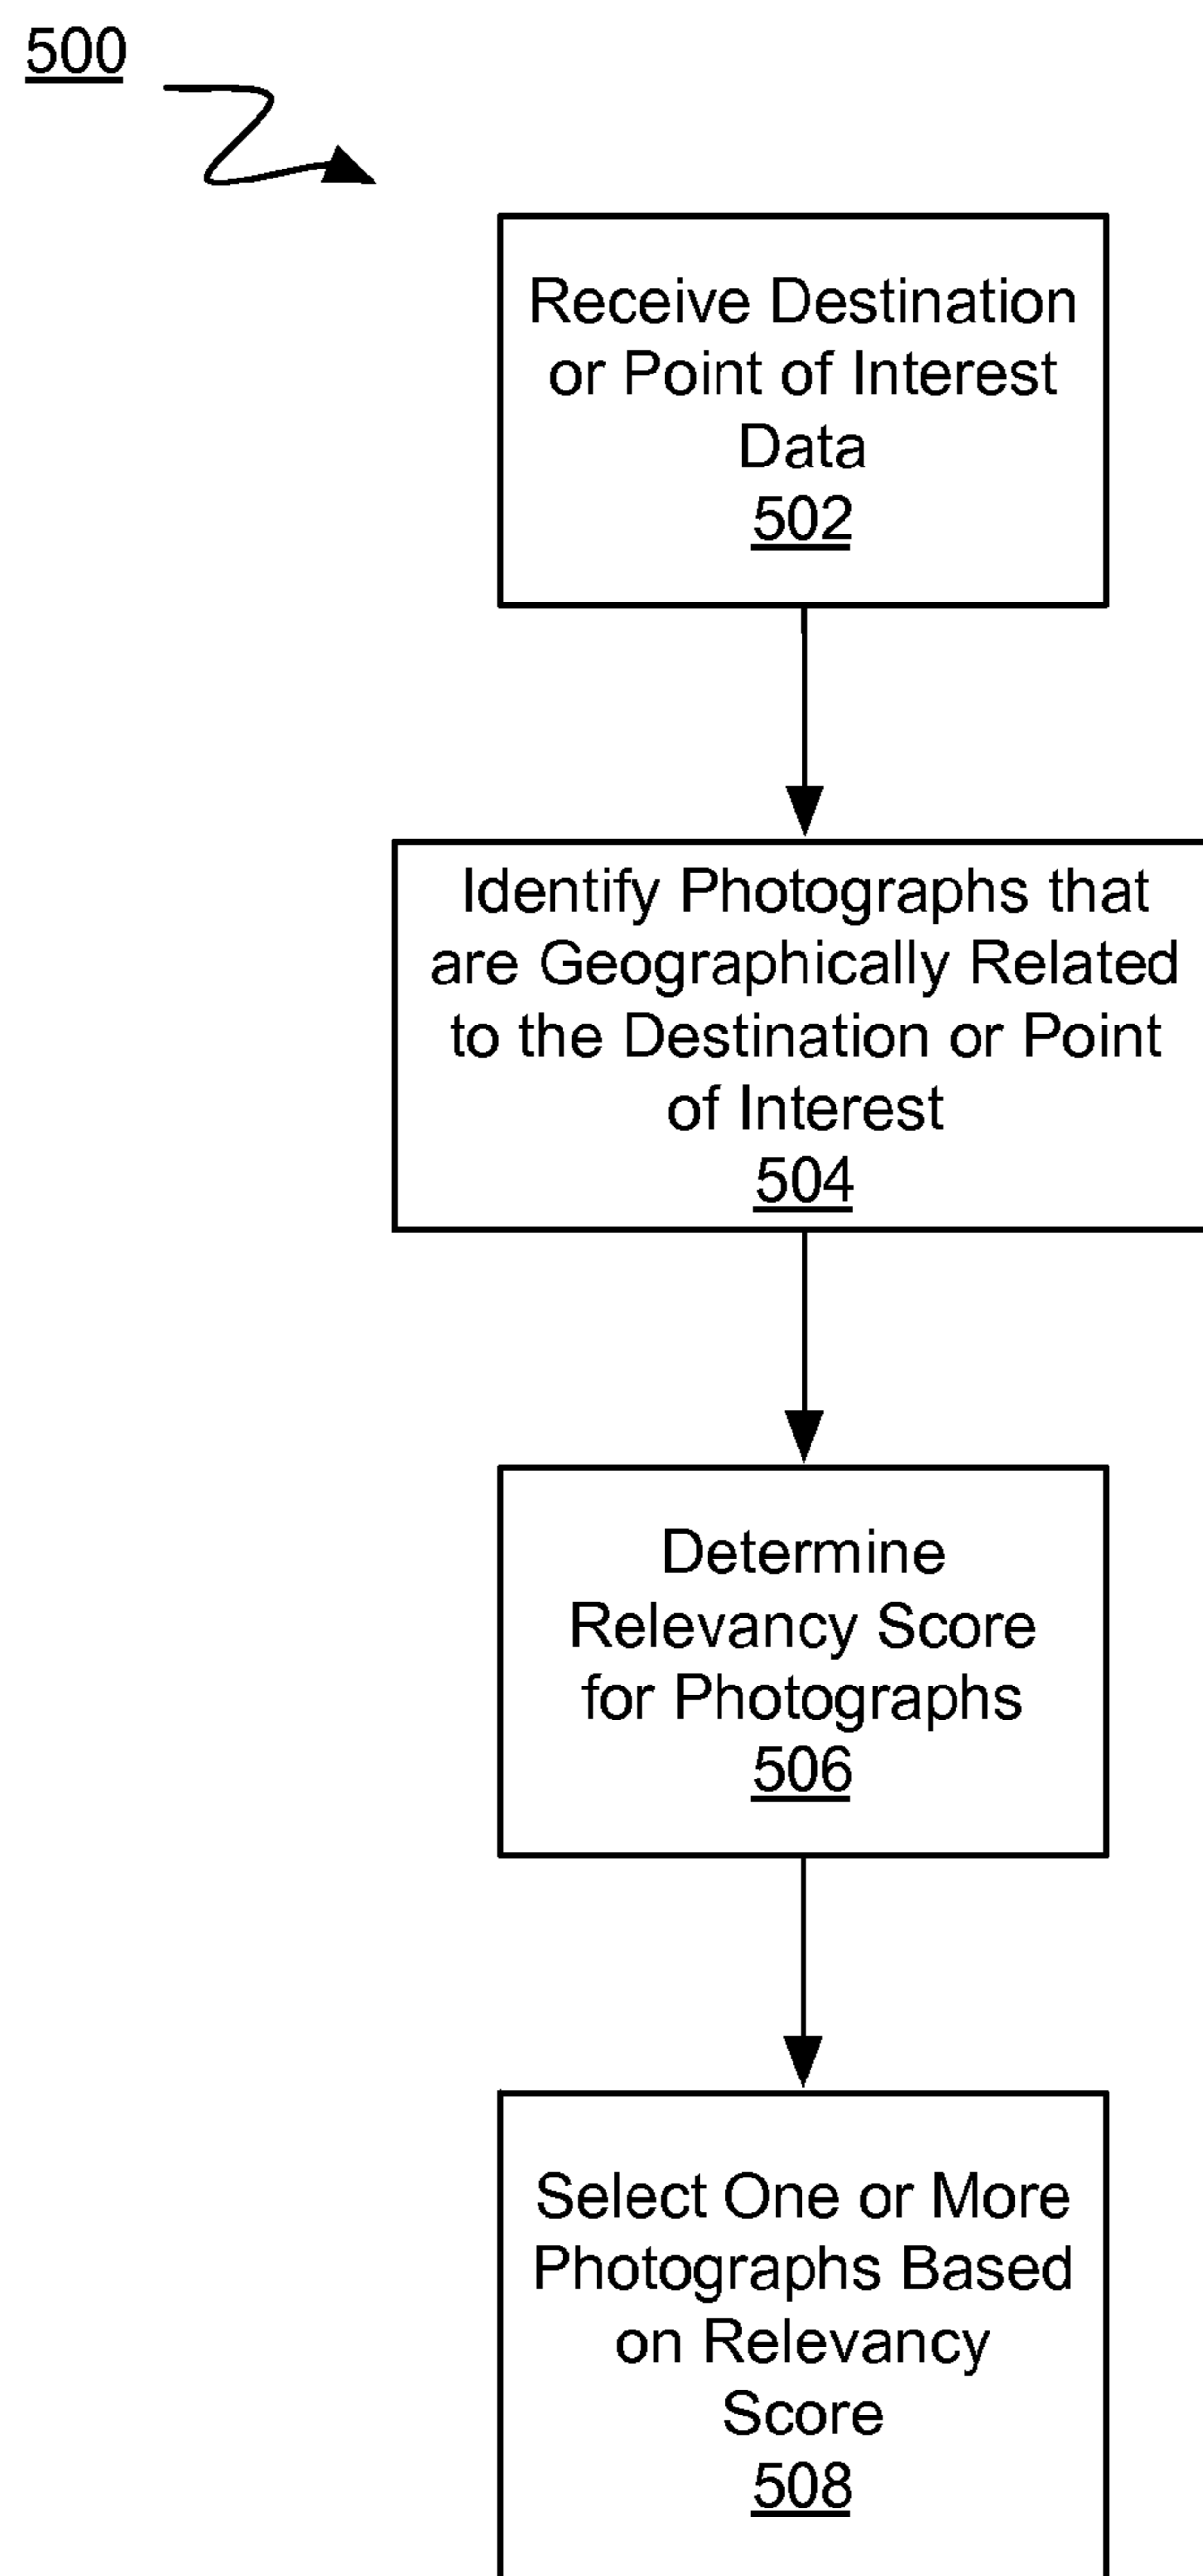 500
Receive Destination
or Point of Interest
Data
502
Identify Photographs that
are Geographically Related
to the Destination or Point
of Interest
504
Determine
Relevancy Score
for Photographs
506
Select One or More
Photographs Based
on Relevancy
Score
508